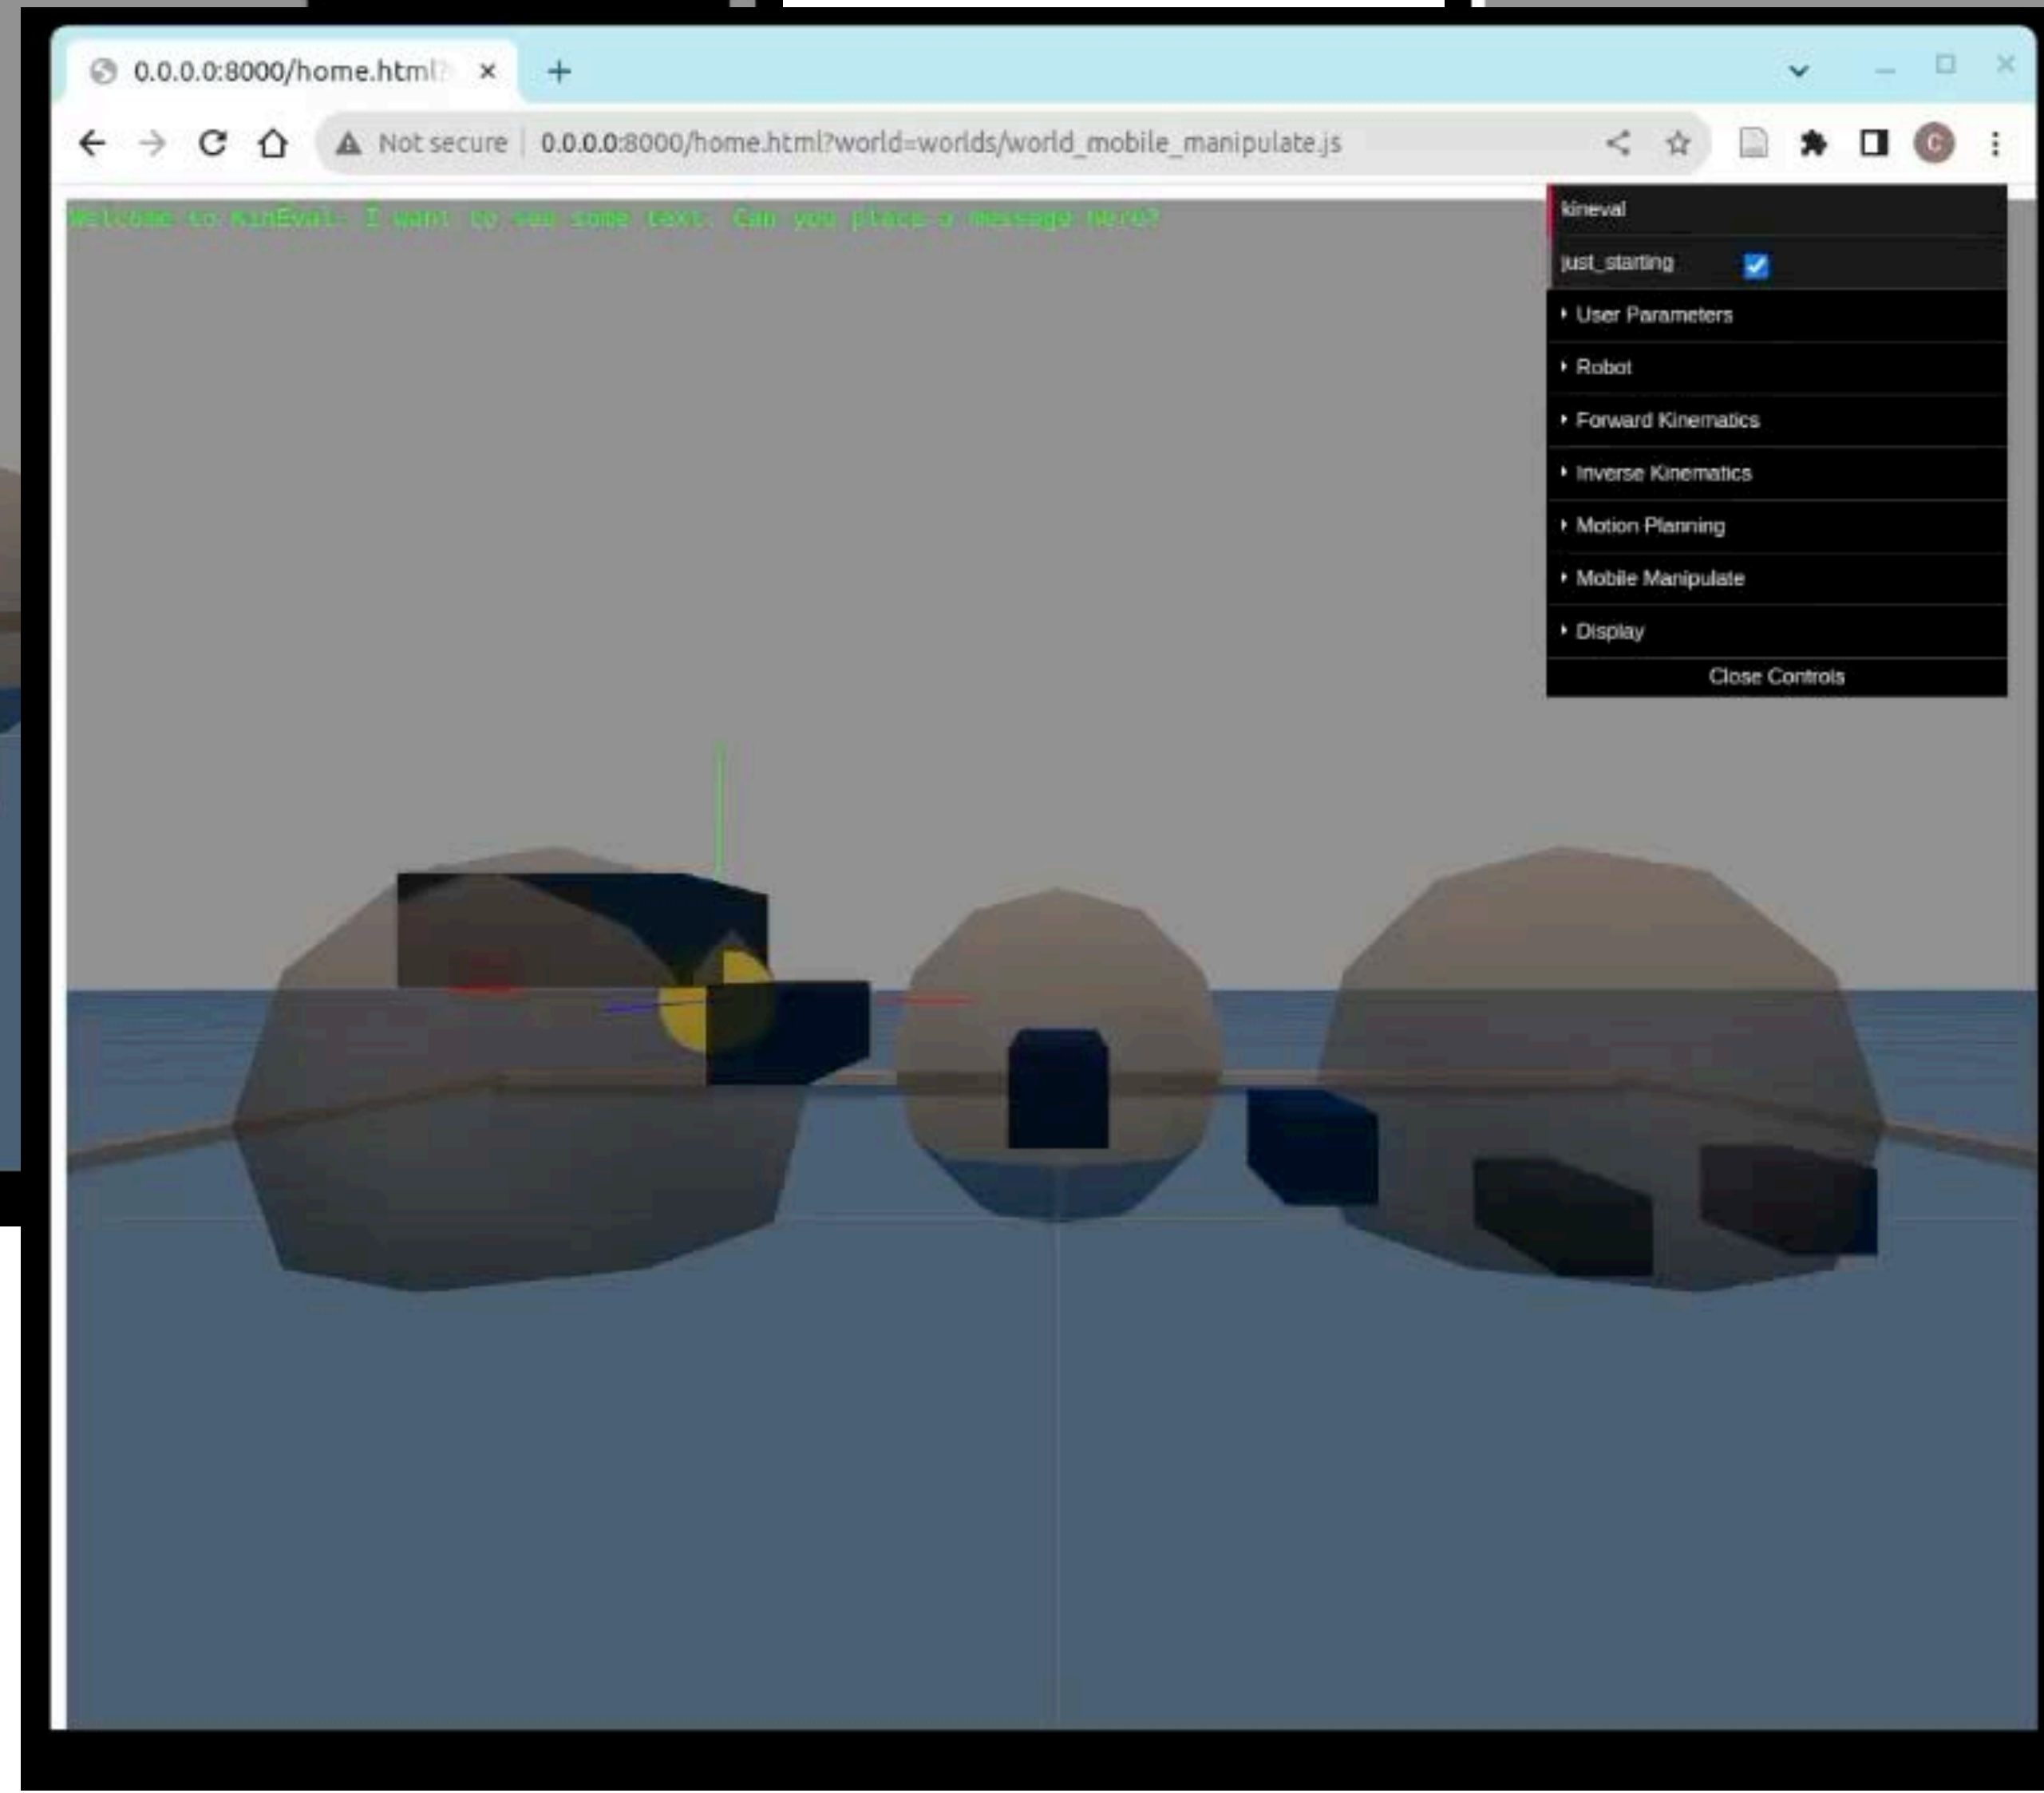 0.0.0.0:8000/home.html?
Not secure
0.0.0.0:8000/home.html?world=worlds/world_mobile_manipulate.js
C
Welcome to KinEval. I want to see some text. Can you place a message here?
kineval
just_starting
User Parameters
Robot
Forward Kinematics
Inverse Kinematics
Motion Planning
Mobile Manipulate
Display
Close Controls